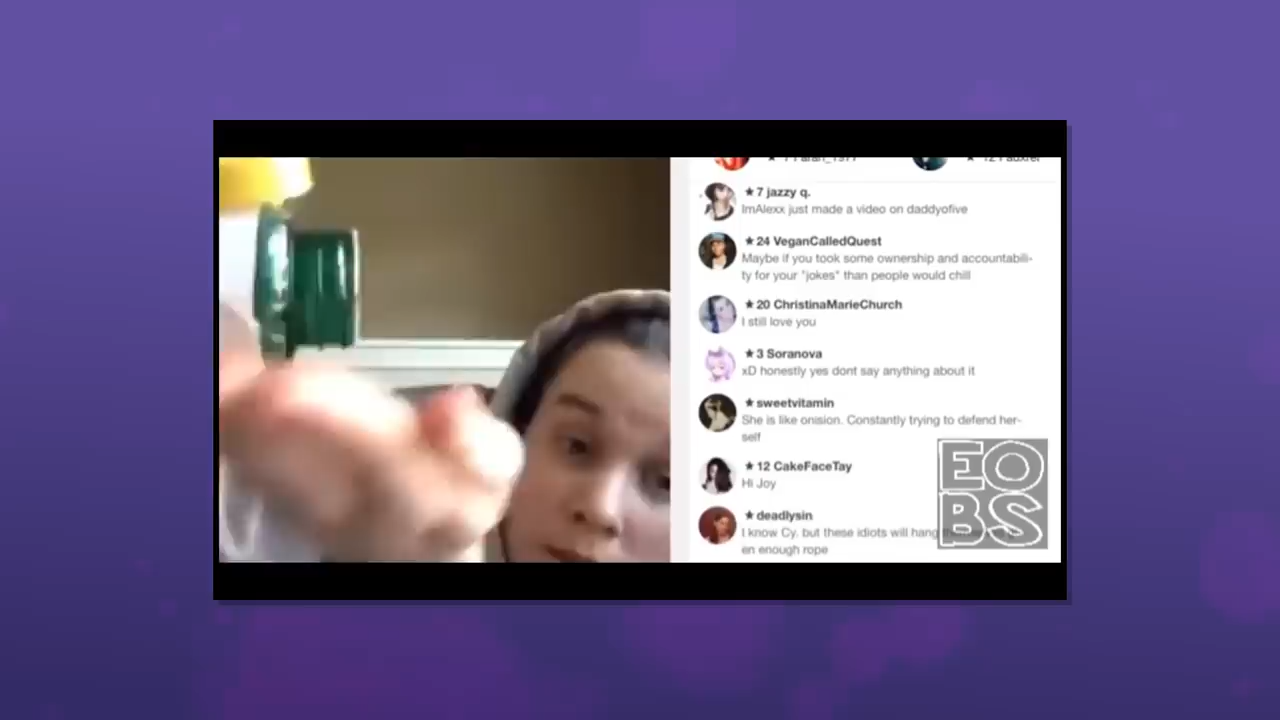 ★ 7 Farah_1977
★ 12
★ 7 jazzy q.
ImAlexx just made a video on daddyofive
★ 24 VeganCalledQuest
Maybe if you took some ownership and accountabili-
ty for your "jokes" than people would chill
★ 20 ChristinaMarieChurch
I still love you
★ 3 Soranova
xD honestly yes dont say anything about it
★ sweetvitamin
She is like onision. Constantly trying to defend her-
self
★ 12 CakeFaceTay
Hi Joy
★ deadlysin
I know Cy. but these idiots will hang
en enough rope
EO
BS